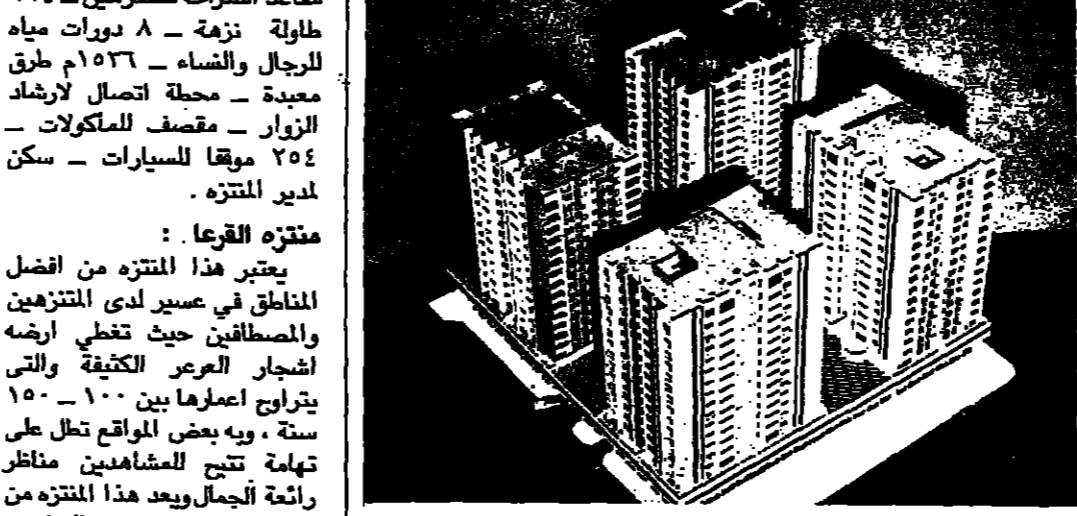 طاولة نزهة ــ ٨ دورات مياه
للرجال والنساء ــ ١٥٣٦م طرق
معبدة ــ محطة اتصال لارشاد
الزوار ــ مقصف للمأكولات ــ
٢٥٤ موقفا للسيارات ــ سكن
لمدير المنتزه .
منتزه القرعا . :
يعتبر هذا المنتزه من افضل
المناطق في عسير لدى المتنزهين
والمصطافين حيث تغطي ارضه
اشجار العرعر الكثيفة والتى
يتراوح اعمارها بين ١٠٠ ــ ١٥٠
سنة ، وبه بعض المواقع تطل على
تهامة تتيح للمشاهدين مناظر
رائعة الجمال ويعد هذا المنتزه من